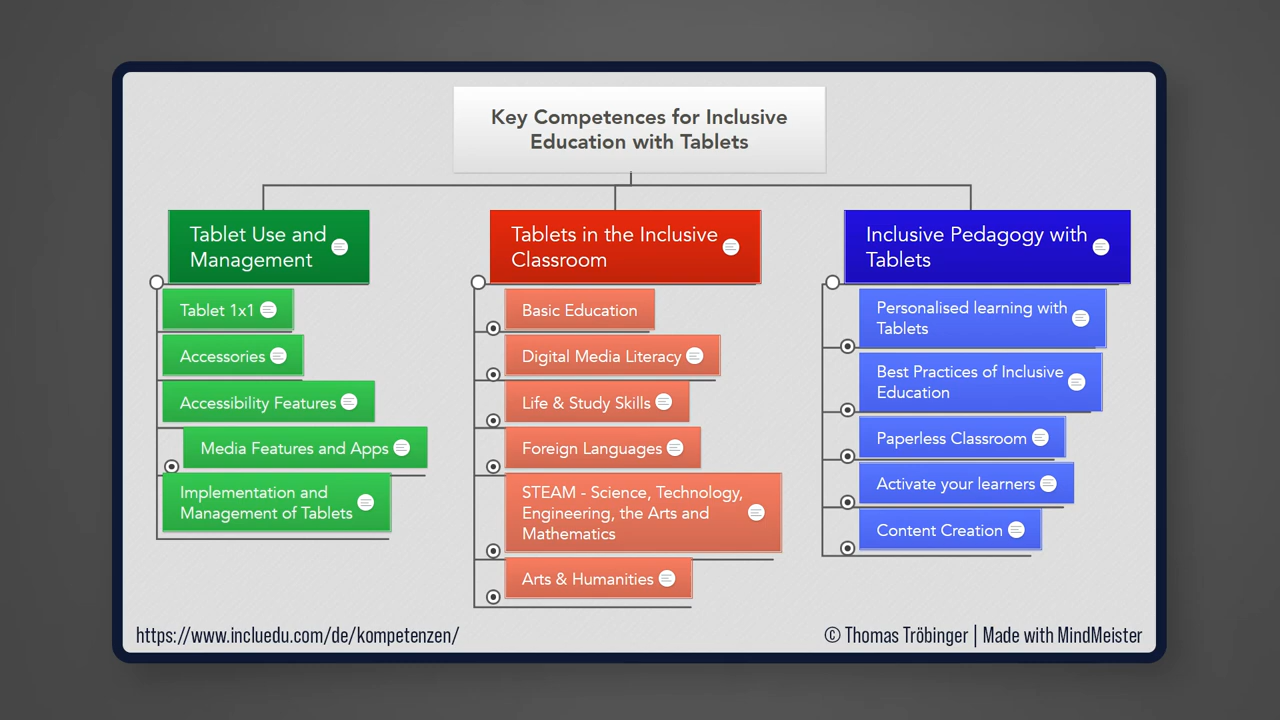 Key Competences for Inclusive
Education with Tablets
Tablet Use and
Management
Tablet 1x1
Accessories
Accessibility Features
Media Features and Apps
Implementation and
Management of Tablets
Tablets in the Inclusive
Classroom
Basic Education
Digital Media Literacy
Life & Study Skills
Foreign Languages
STEAM - Science, Technology,
Engineering, the Arts and
Mathematics
Arts & Humanities
Inclusive Pedagogy with
Tablets
Personalised learning with
Tablets
Best Practices of Inclusive
Education
Paperless Classroom
Activate your learners
Content Creation
https://www.incluedu.com/de/kompetenzen/
© Thomas Tröbinger | Made with MindMeister